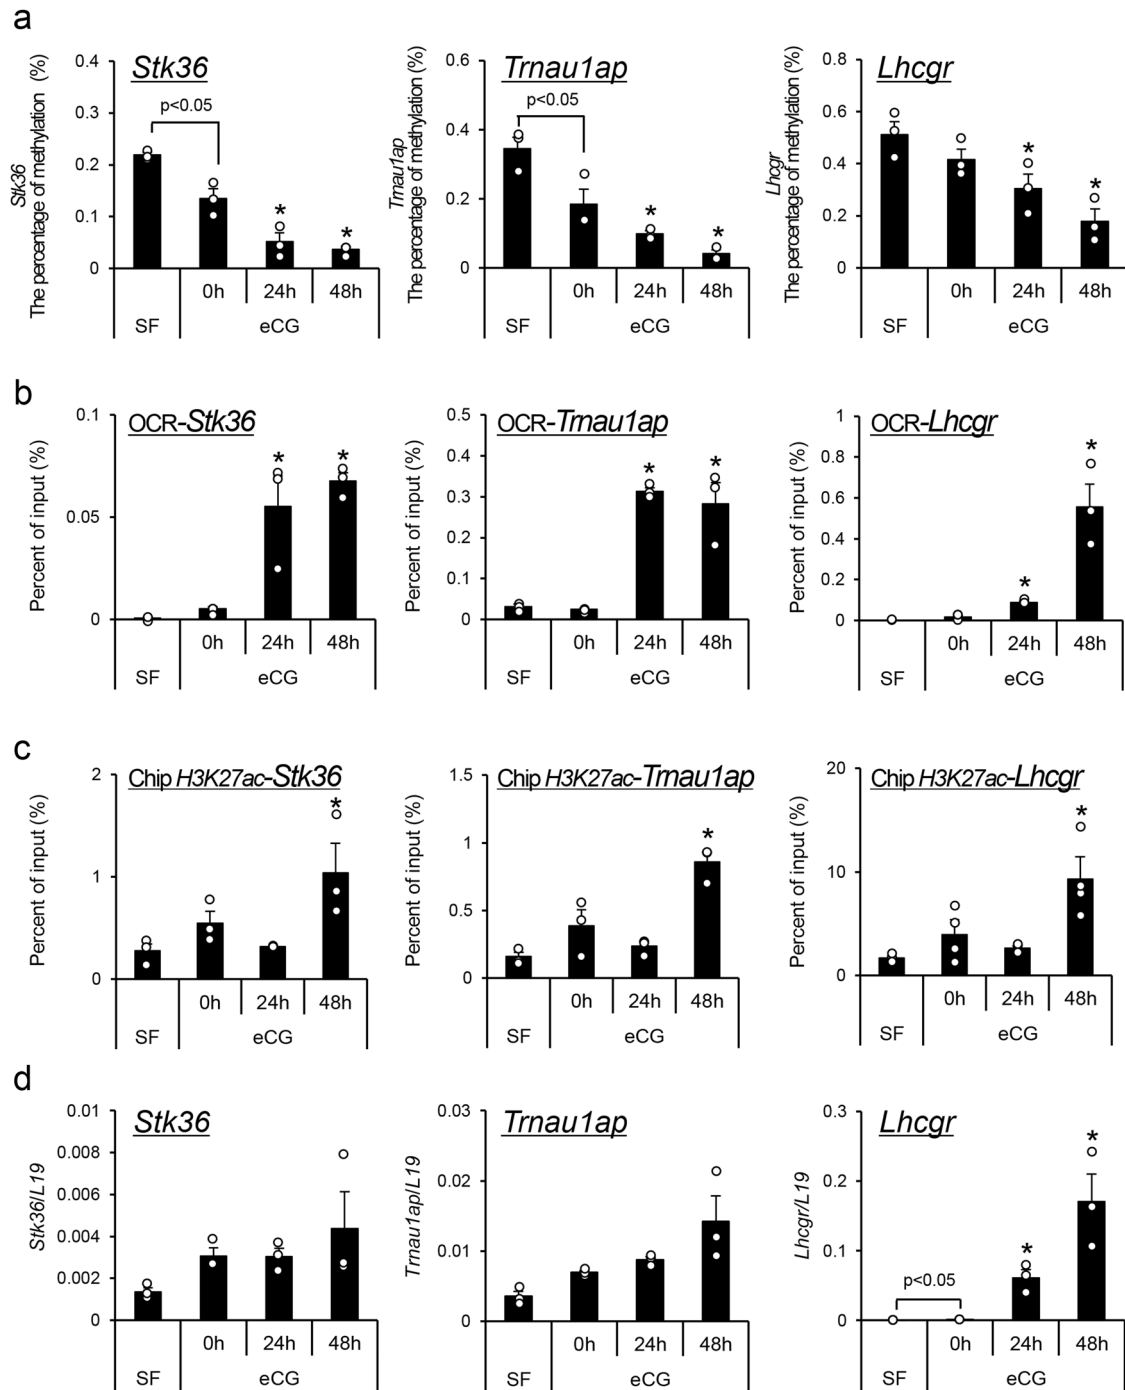 a
Stk36
The percentage of methylation (%)
0.4
0.3
0.2
0.1
0
Stk36
p<0.05
*
*
0h
24h
48h
SF
eCG
Trnau1ap
The percentage of methylation (%)
0.6
0.4
0.2
0
Trnau1ap
p<0.05
*
*
0h
24h
48h
SF
eCG
Lhcgr
The percentage of methylation (%)
0.8
0.6
0.4
0.2
0
Lhcgr
*
*
0h
24h
48h
SF
eCG
b
Percent of input (%)
0.1
0.05
0
OCR-Stk36
*
*
0h
24h
48h
SF
eCG
Percent of input (%)
0.5
0.4
0.3
0.2
0.1
0
OCR-Trnau1ap
*
*
0h
24h
48h
SF
eCG
Percent of input (%)
1
0.8
0.6
0.4
0.2
0
OCR-Lhcgr
*
*
0h
24h
48h
SF
eCG
c
Percent of input (%)
2
1
0
Chip H3K27ac-Stk36
*
0h
24h
48h
SF
eCG
Percent of input (%)
1.5
1
0.5
0
Chip H3K27ac-Trnau1ap
*
0h
24h
48h
SF
eCG
Percent of input (%)
20
10
0
Chip H3K27ac-Lhcgr
*
0h
24h
48h
SF
eCG
d
Stk36/L19
0.01
0.008
0.006
0.004
0.002
0
Stk36
0h
24h
48h
SF
eCG
Trnau1ap/L19
0.03
0.02
0.01
0
Trnau1ap
0h
24h
48h
SF
eCG
Lhcgr/L19
0.3
0.2
0.1
0
Lhcgr
p<0.05
*
*
0h
24h
48h
SF
eCG